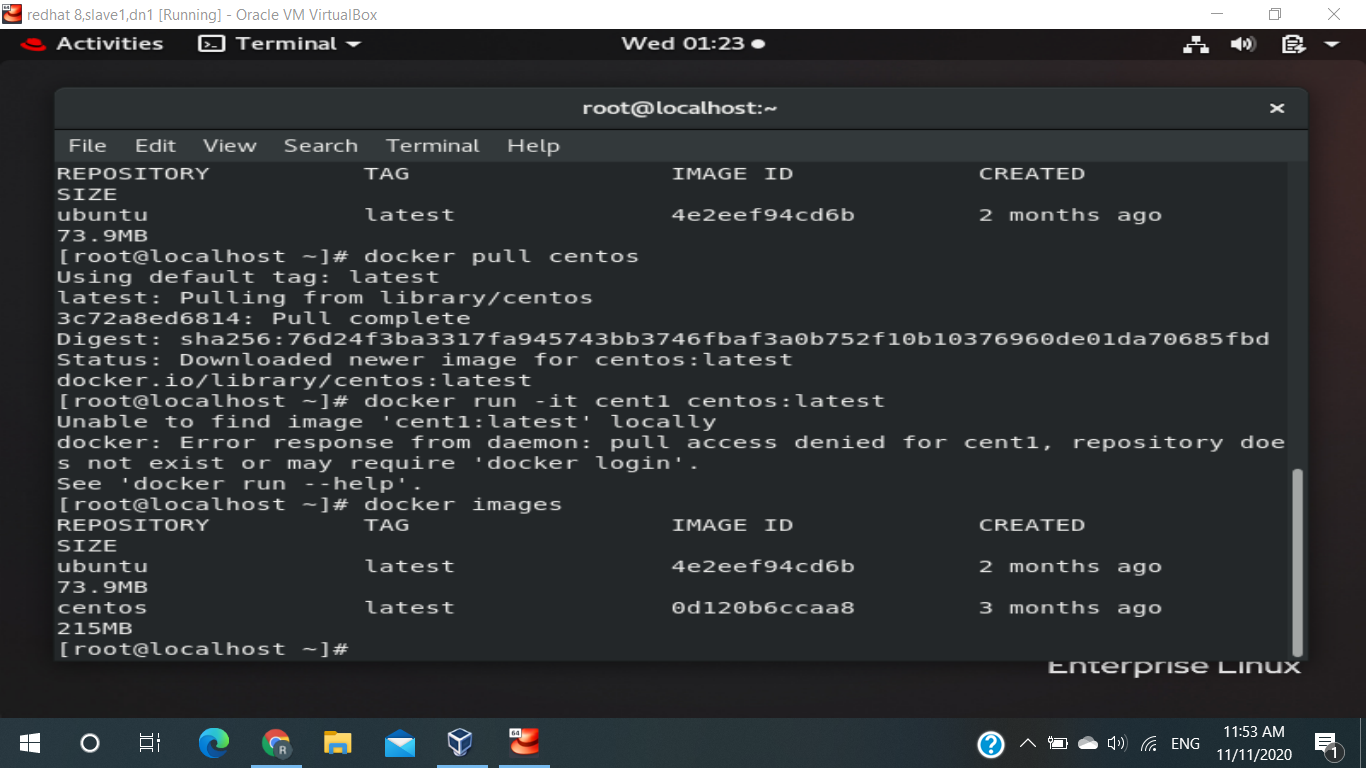 redhat 8,slave1,dn1 [Running] - Oracle VM VirtualBox
Activities Terminal Wed 01:23
root@localhost:~
File Edit View Search Terminal Help
REPOSITORY TAG IMAGE ID CREATED
SIZE
ubuntu latest 4e2eef94cd6b 2 months ago
73.9MB
[root@localhost ~]# docker pull centos
Using default tag: latest
latest: Pulling from library/centos
3c72a8ed6814: Pull complete
Digest: sha256:76d24f3ba3317fa945743bb3746fbaf3a0b752f10b10376960de01da70685fbd
Status: Downloaded newer image for centos:latest
docker.io/library/centos:latest
[root@localhost ~]# docker run -it cent1 centos:latest
Unable to find image 'cent1:latest' locally
docker: Error response from daemon: pull access denied for cent1, repository doe
s not exist or may require 'docker login'.
See 'docker run --help'.
[root@localhost ~]# docker images
REPOSITORY TAG IMAGE ID CREATED
SIZE
ubuntu latest 4e2eef94cd6b 2 months ago
73.9MB
centos latest 0d120b6ccaa8 3 months ago
215MB
[root@localhost ~]#
Enterprise Linux
R
64
ENG
11:53 AM
11/11/2020
1